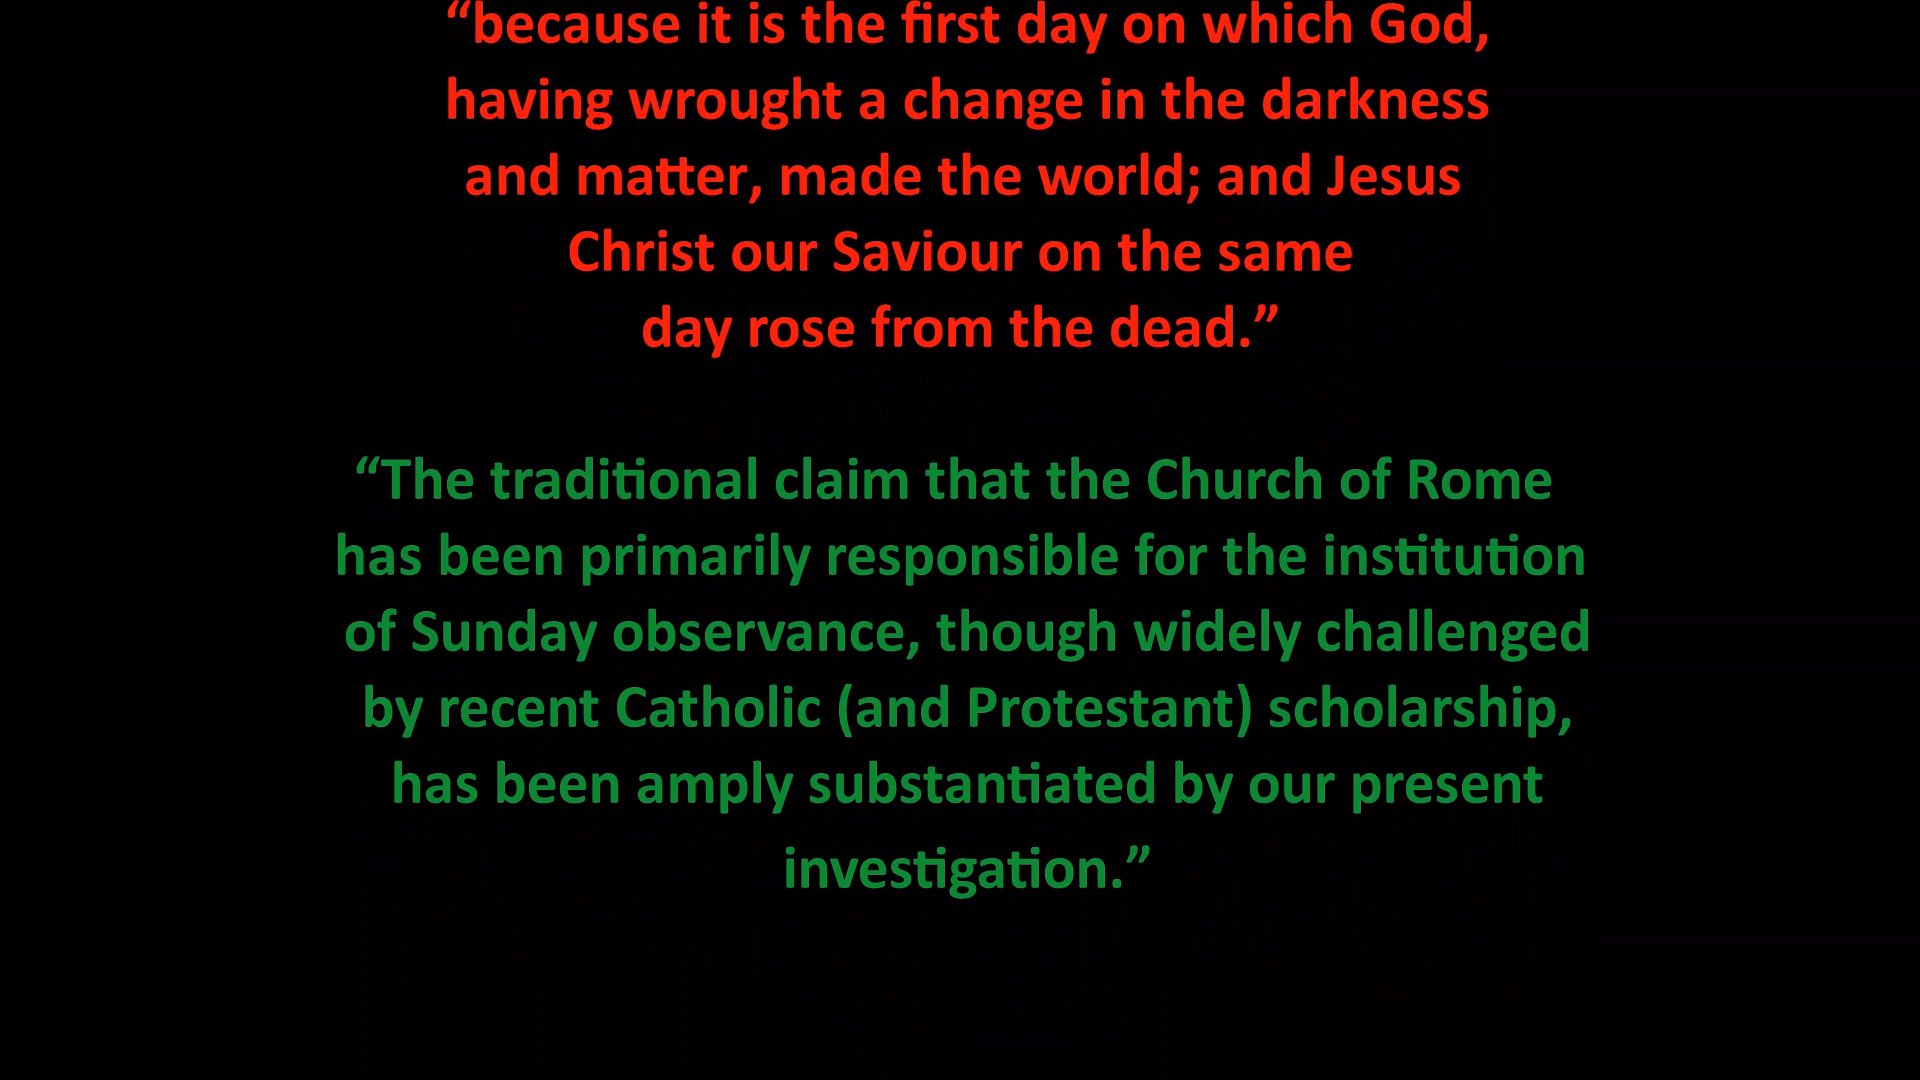 “because it is the first day on which God,
having wrought a change in the darkness
and matter, made the world; and Jesus
Christ our Saviour on the same
day rose from the dead.”
“The traditional claim that the Church of Rome
has been primarily responsible for the institution
of Sunday observance, though widely challenged
by recent Catholic (and Protestant) scholarship,
has been amply substantiated by our present
investigation.”